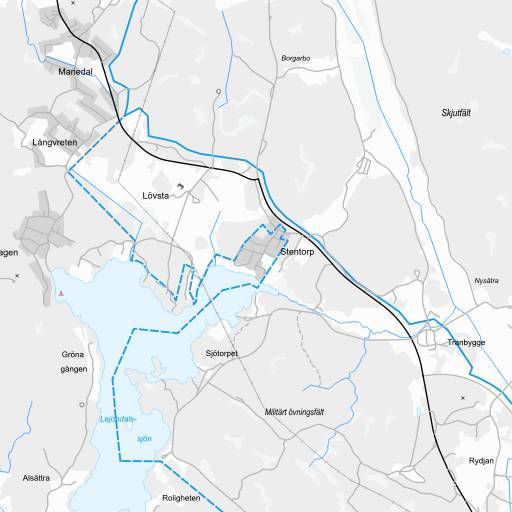 Borgarbo
Mariedal
Skjutfält
Långvreten
Lövsta
agen
Stentorp
Nysätra
Tranbygge
Sjötorpet
Gröna
gången
Militärt övningsfält
Lejondals-
sjön
Rydjan
Alsättra
Roligheten